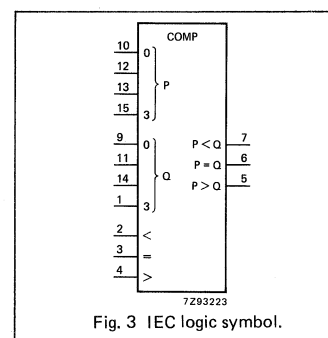 COMP
10 0
12
13 P
15 3
9 0 P < Q 7
11 P = Q 6
14 Q P > Q 5
1 3
2 <
3 =
4 >
7Z93223
Fig. 3 IEC logic symbol.